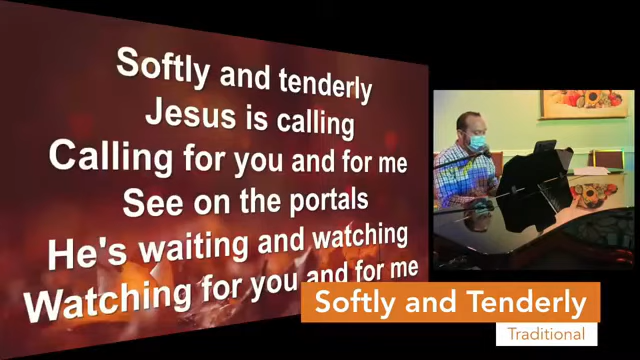 Softly and tenderly
Jesus is calling
Calling for you and for me
See on the portals
He's waiting and watching
Watching for you and for me
Softly and Tenderly
Traditional